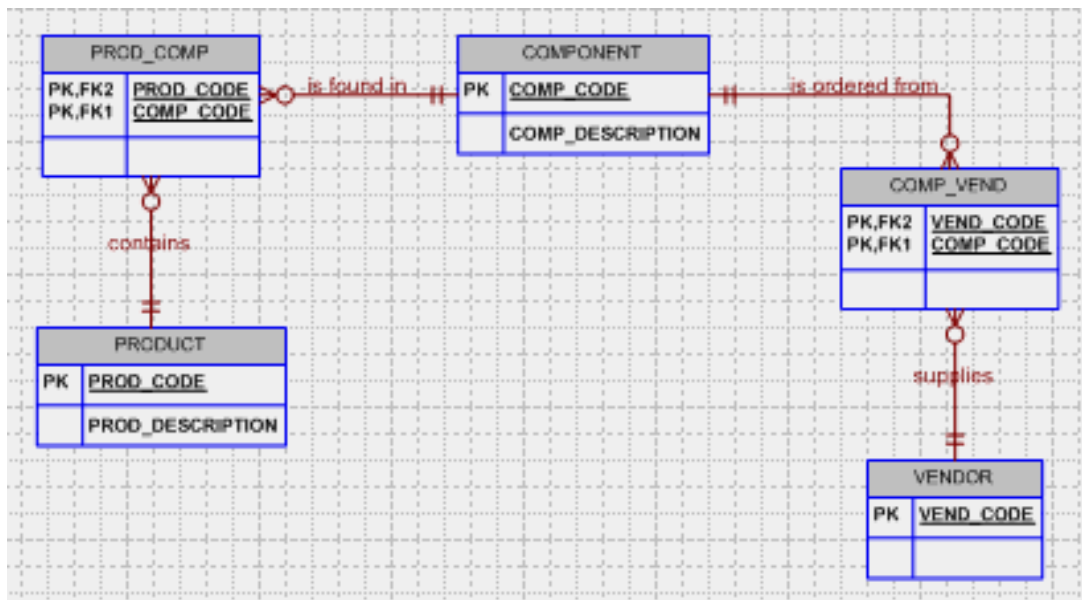 PROD_COMP
PK,FK2 PROD_CODE
PK,FK1 COMP_CODE
is found in
COMPONENT
PK COMP_CODE
COMP_DESCRIPTION
is ordered from
COMP_VEND
PK,FK2 VEND_CODE
PK,FK1 COMP_CODE
contains
PRODUCT
PK PROD_CODE
PROD_DESCRIPTION
supplies
VENDOR
PK VEND_CODE